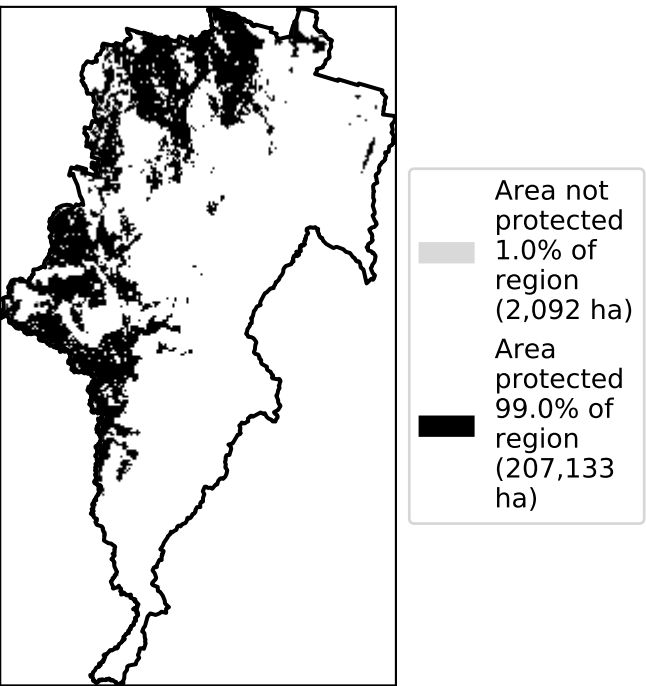 Area not
protected
1.0% of
region
(2,092 ha)
Area
protected
99.0% of
region
(207,133
ha)